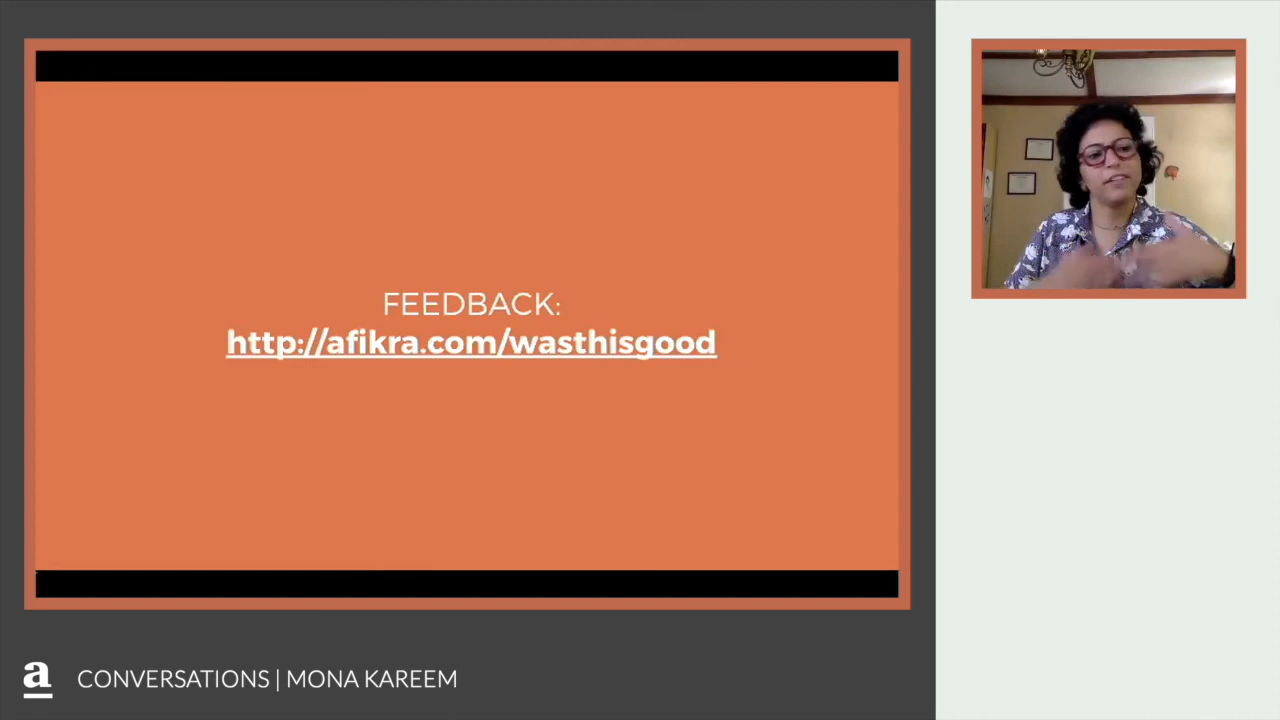 FEEDBACK:
http://afikra.com/wasthisgood
a CONVERSATIONS | MONA KAREEM